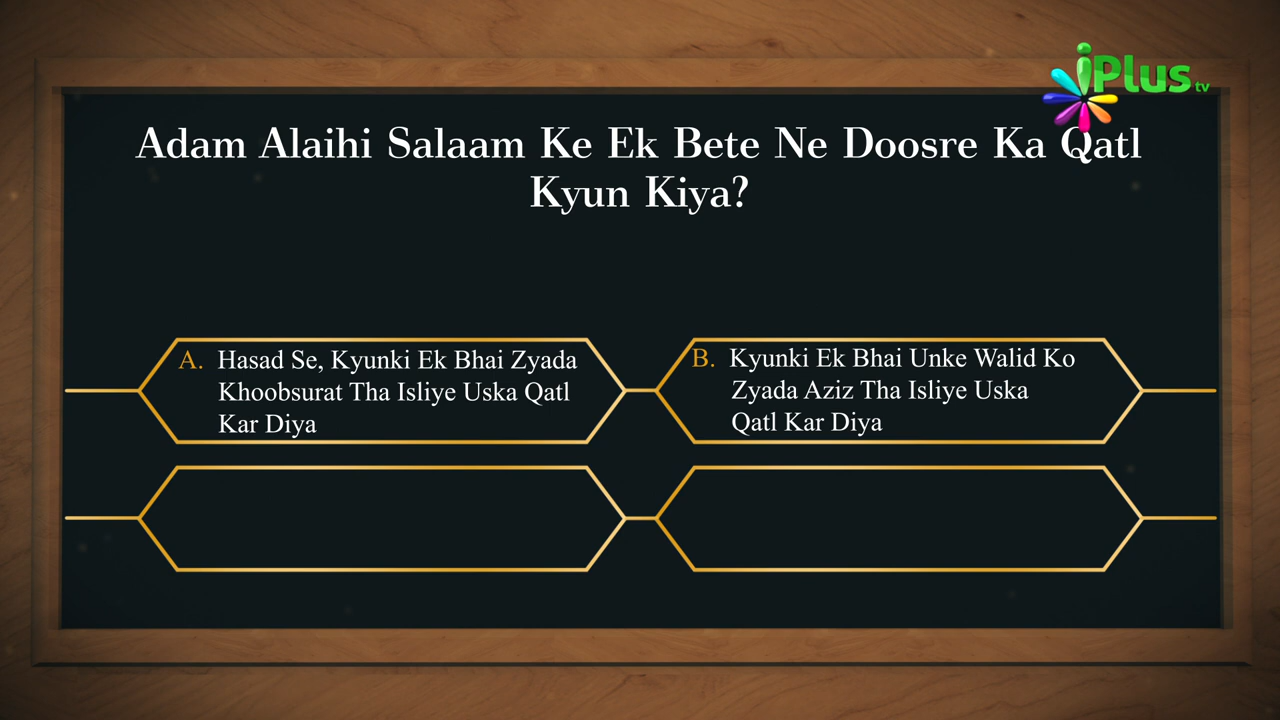 iPlus tv
Adam Alaihi Salaam Ke Ek Bete Ne Doosre Ka Qatl
Kyun Kiya?
A. Hasad Se, Kyunki Ek Bhai Zyada
Khoobsurat Tha Isliye Uska Qatl
Kar Diya
B. Kyunki Ek Bhai Unke Walid Ko
Zyada Aziz Tha Isliye Uska
Qatl Kar Diya